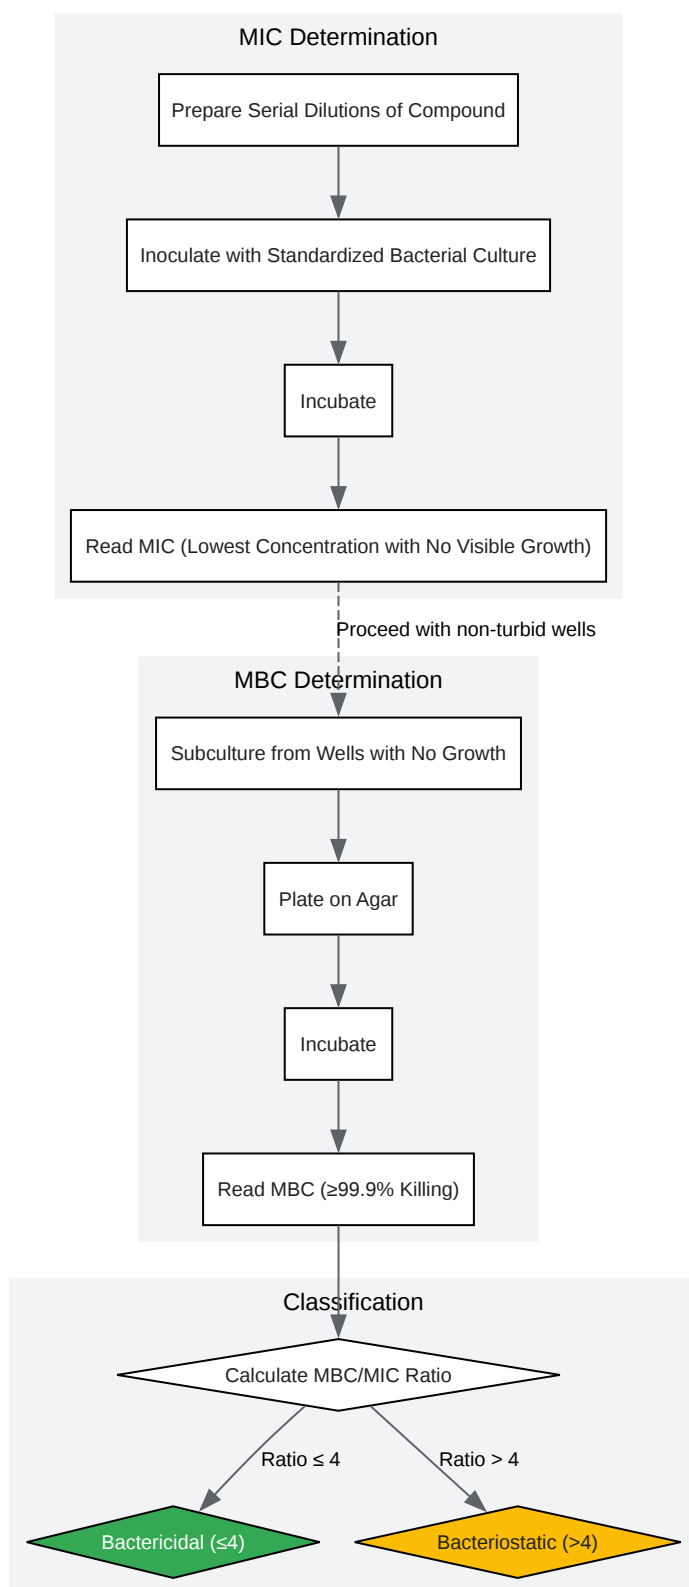 MIC Determination
Prepare Serial Dilutions of Compound
Inoculate with Standardized Bacterial Culture
Incubate
Read MIC (Lowest Concentration with No Visible Growth)
Proceed with non-turbid wells
MBC Determination
Subculture from Wells with No Growth
Plate on Agar
Incubate
Read MBC (≥99.9% Killing)
Classification
Calculate MBC/MIC Ratio
Ratio ≤ 4
Ratio > 4
Bactericidal (≤4)
Bacteriostatic (>4)